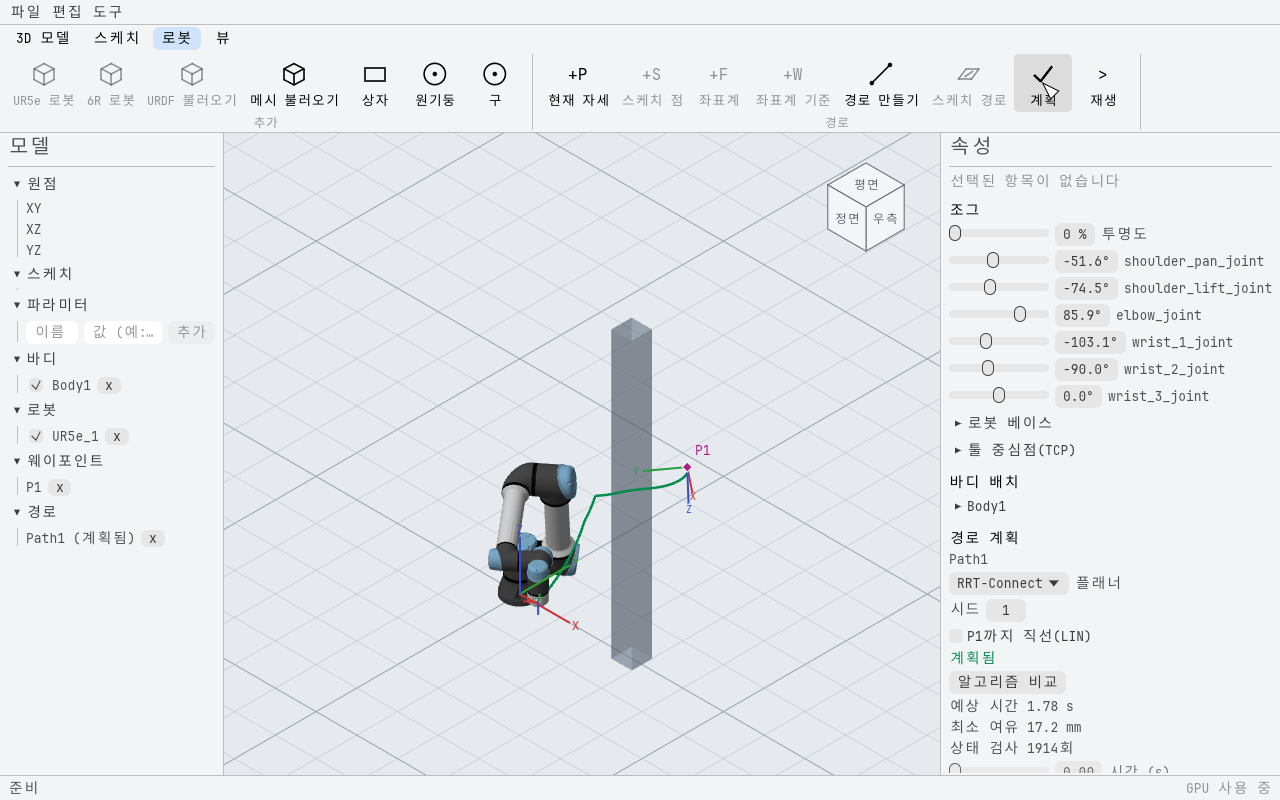 파일 편집 도구
3D 모델 스케치 로봇 뷰
UR5e 로봇 6R 로봇 URDF 불러오기 메시 불러오기 상자 원기둥 구
추가
+P +S +F +W >
현재 자세 스케치 점 좌표계 좌표계 기준 경로 만들기 스케치 경로 계획 재생
경로
모델
▼ 원점
XY
XZ
YZ
▼ 스케치
▼ 파라미터
이름 값 (예:… 추가
▼ 바디
Body1 x
▼ 로봇
UR5e_1 x
▼ 웨이포인트
P1 x
▼ 경로
Path1 (계획됨) x
평면
정면 우측
P1
Y
X
Z
X
속성
선택된 항목이 없습니다
조그
0 % 투명도
-51.6° shoulder_pan_joint
-74.5° shoulder_lift_joint
85.9° elbow_joint
-103.1° wrist_1_joint
-90.0° wrist_2_joint
0.0° wrist_3_joint
▶ 로봇 베이스
▶ 툴 중심점(TCP)
바디 배치
▶ Body1
경로 계획
Path1
RRT-Connect ▼ 플래너
시드 1
P1까지 직선(LIN)
계획됨
알고리즘 비교
예상 시간 1.78 s
최소 여유 17.2 mm
상태 검사 1914회
0.00 시간 (s)
준비
GPU 사용 중